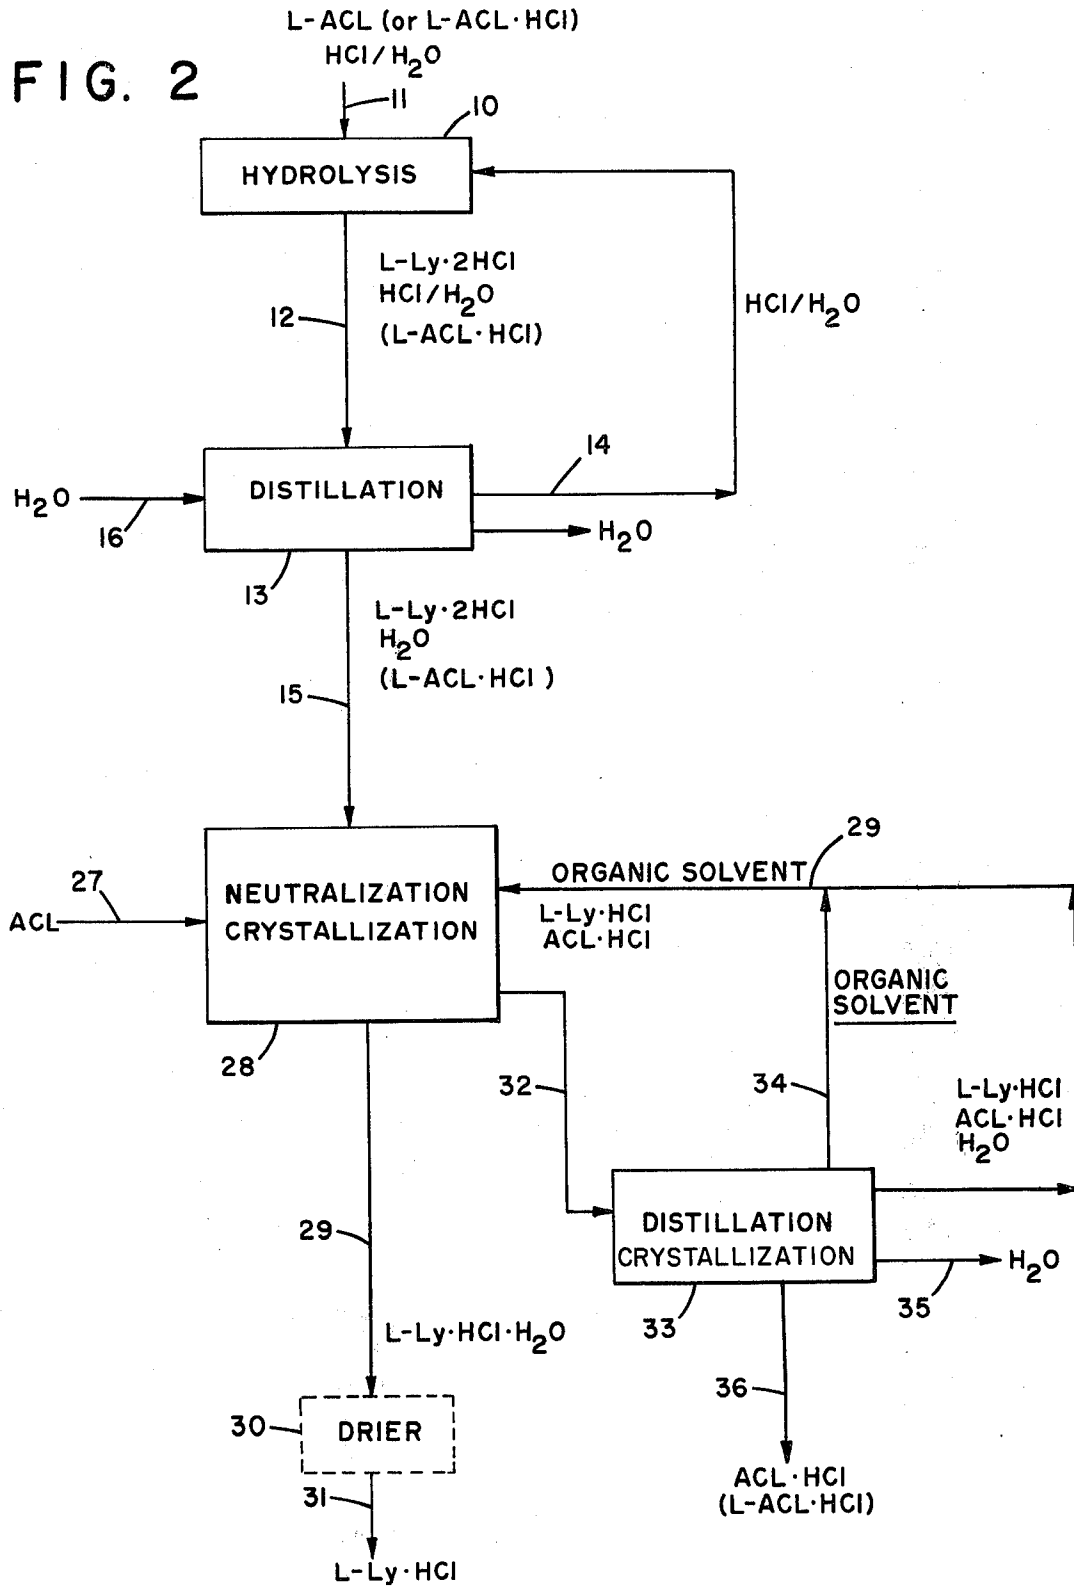 FIG. 2
L-ACL (or L-ACL·HCl)
HCl/H2O
11
10
HYDROLYSIS
L-Ly·2HCl
HCl/H2O
(L-ACL·HCl)
12
HCl/H2O
14
DISTILLATION
H2O
16
H2O
13
L-Ly·2HCl
H2O
(L-ACL·HCl)
15
29
27
ORGANIC SOLVENT
NEUTRALIZATION
CRYSTALLIZATION
ACL
L-Ly·HCl
ACL·HCl
ORGANIC
SOLVENT
28
32
34
L-Ly·HCl
ACL·HCl
H2O
29
DISTILLATION
CRYSTALLIZATION
H2O
35
33
L-Ly·HCl·H2O
36
30
DRIER
ACL·HCl
(L-ACL·HCl)
31
L-Ly·HCl